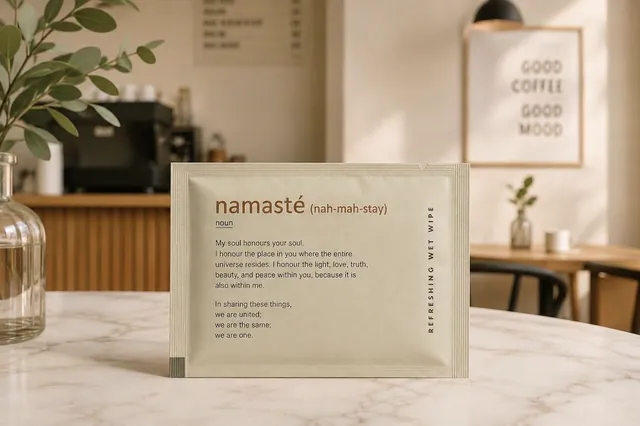 namasté (nah-mah-stay)
noun
My soul honours your soul.
I honour the place in you where the entire
universe resides. I honour the light, love, truth,
beauty, and peace within you, because it is
also within me.
In sharing these things,
we are united;
we are the same;
we are one.
REFRESHING WET WIPE
GOOD
COFFEE
GOOD
MOOD